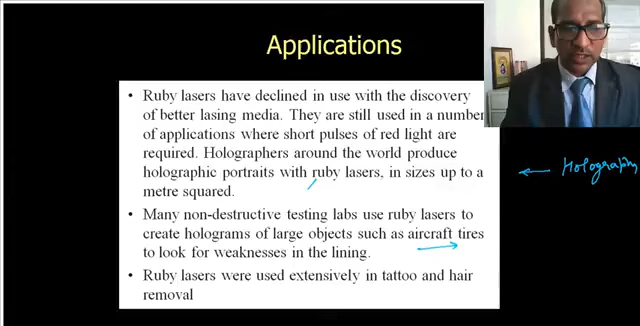 Applications
• Ruby lasers have declined in use with the discovery
of better lasing media. They are still used in a number
of applications where short pulses of red light are
required. Holographers around the world produce
holographic portraits with ruby lasers, in sizes up to a
metre squared.
• Many non-destructive testing labs use ruby lasers to
create holograms of large objects such as aircraft tires
to look for weaknesses in the lining.
• Ruby lasers were used extensively in tattoo and hair
removal
← Holography